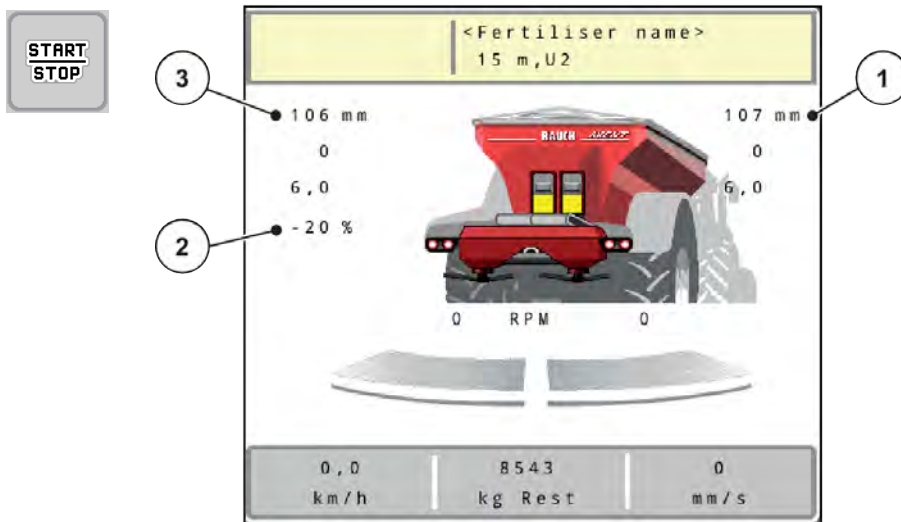 START
STOP
<Fertiliser name>
15 m,U2
3
1
106 mm
107 mm
0
0
6,0
6,0
2
-20 %
RAUCH
0 RPM 0
0,0
8543
0
km/h
kg Rest
mm/s